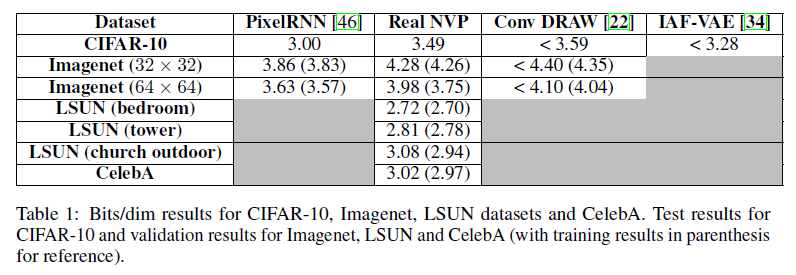 Dataset PixelRNN [46] Real NVP Conv DRAW [22] IAF-VAE [34]
CIFAR-10 3.00 3.49 < 3.59 < 3.28
Imagenet (32 × 32) 3.86 (3.83) 4.28 (4.26) < 4.40 (4.35)
Imagenet (64 × 64) 3.63 (3.57) 3.98 (3.75) < 4.10 (4.04)
LSUN (bedroom) 2.72 (2.70)
LSUN (tower) 2.81 (2.78)
LSUN (church outdoor) 3.08 (2.94)
CelebA 3.02 (2.97)
Table 1: Bits/dim results for CIFAR-10, Imagenet, LSUN datasets and CelebA. Test results for
CIFAR-10 and validation results for Imagenet, LSUN and CelebA (with training results in parenthesis
for reference).